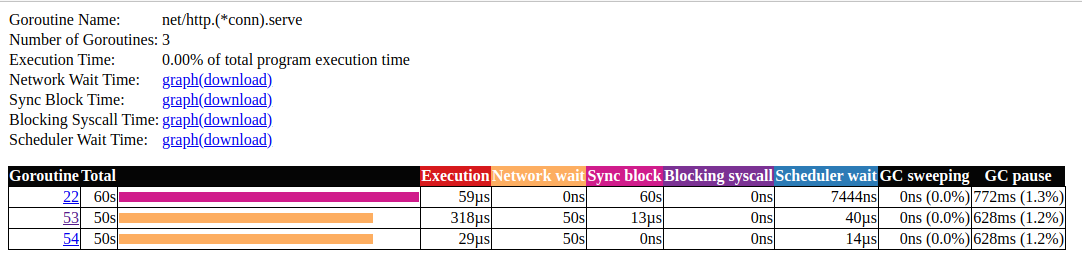 Goroutine Name: net/http.(*conn).serve
Number of Goroutines: 3
Execution Time: 0.00% of total program execution time
Network Wait Time: graph(download)
Sync Block Time: graph(download)
Blocking Syscall Time: graph(download)
Scheduler Wait Time: graph(download)
Goroutine Total Execution Network wait Sync block Blocking syscall Scheduler wait GC sweeping GC pause
22 60s 59µs 0ns 60s 0ns 7444ns 0ns (0.0%) 772ms (1.3%)
53 50s 318µs 50s 13µs 0ns 40µs 0ns (0.0%) 628ms (1.2%)
54 50s 29µs 50s 0ns 0ns 14µs 0ns (0.0%) 628ms (1.2%)